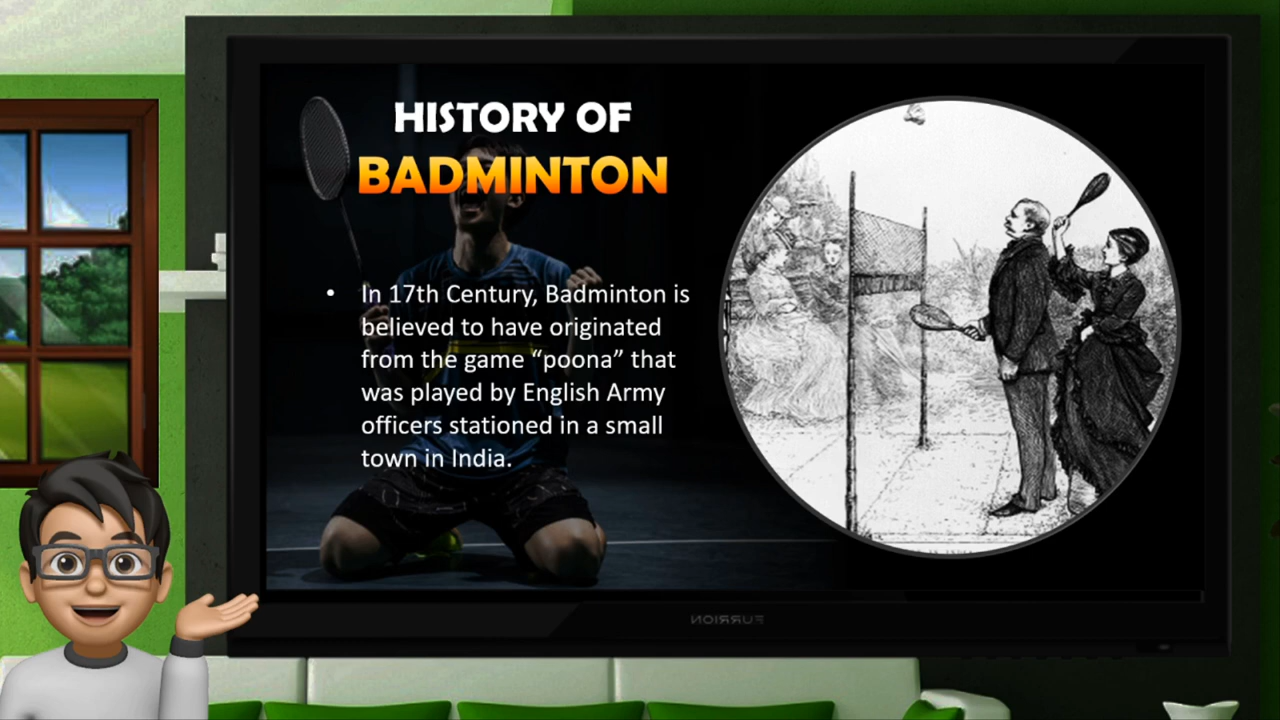 HISTORY OF
BADMINTON
• In 17th Century, Badminton is
believed to have originated
from the game “poona” that
was played by English Army
officers stationed in a small
town in India.
EURRION